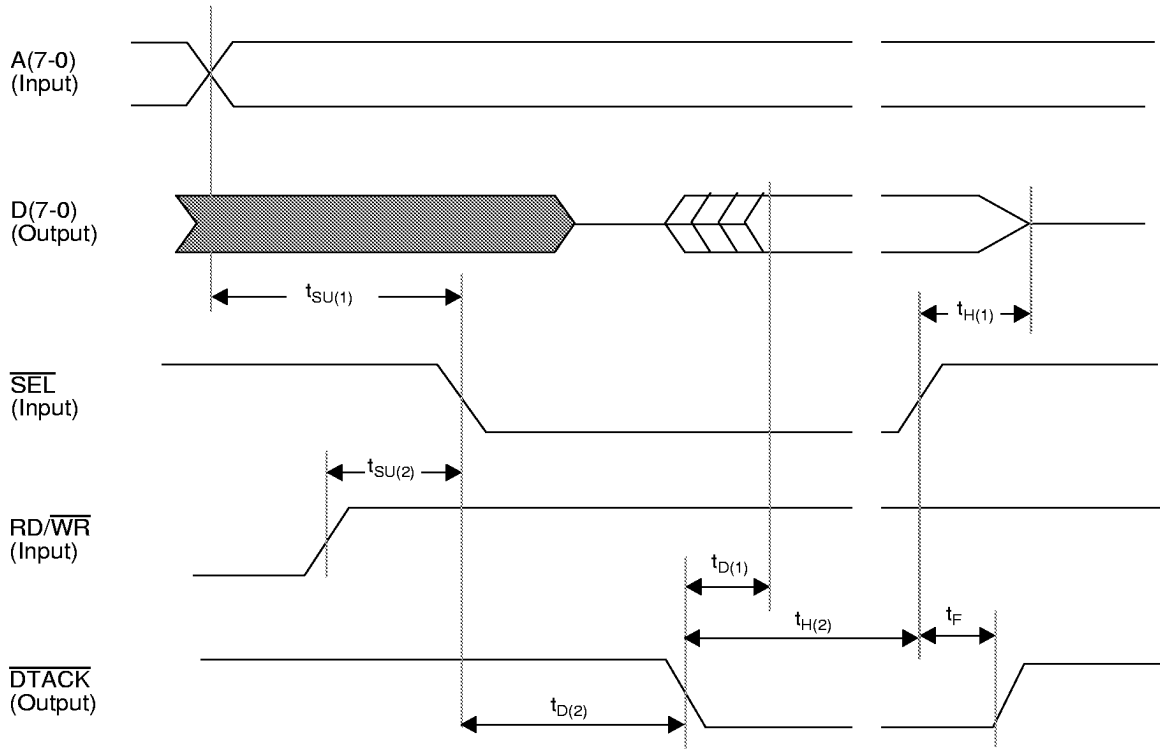 A(7-0)
(Input)
D(7-0)
(Output)
tSU(1)
tH(1)
SEL
(Input)
tSU(2)
RD/WR
(Input)
tD(1)
tH(2)
tF
DTACK
(Output)
tD(2)